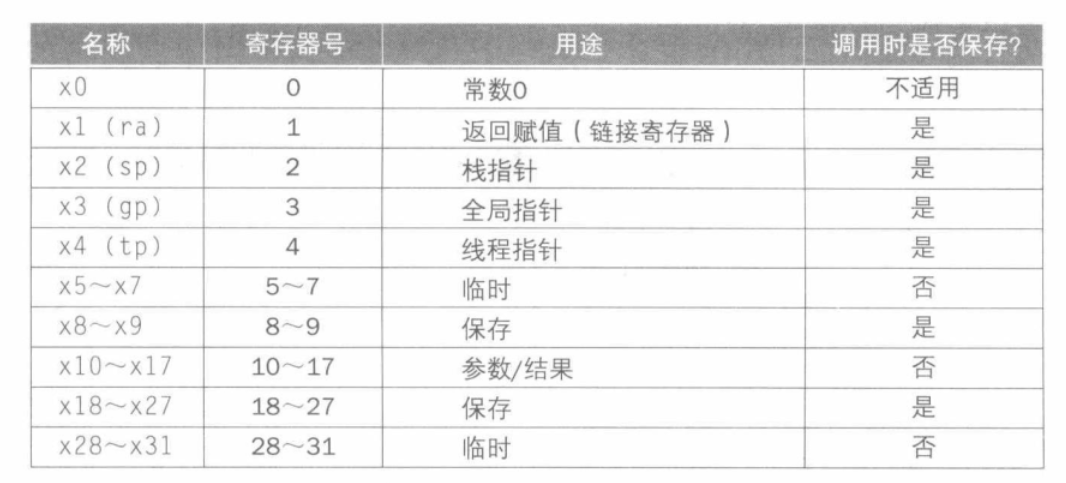 名称 寄存器号 用途 调用时是否保存?
x0 0 常数0 不适用
x1 (ra) 1 返回赋值(链接寄存器) 是
x2 (sp) 2 栈指针 是
x3 (gp) 3 全局指针 是
x4 (tp) 4 线程指针 是
x5~x7 5~7 临时 否
x8~x9 8~9 保存 是
x10~x17 10~17 参数/结果 否
x18~x27 18~27 保存 是
x28~x31 28~31 临时 否